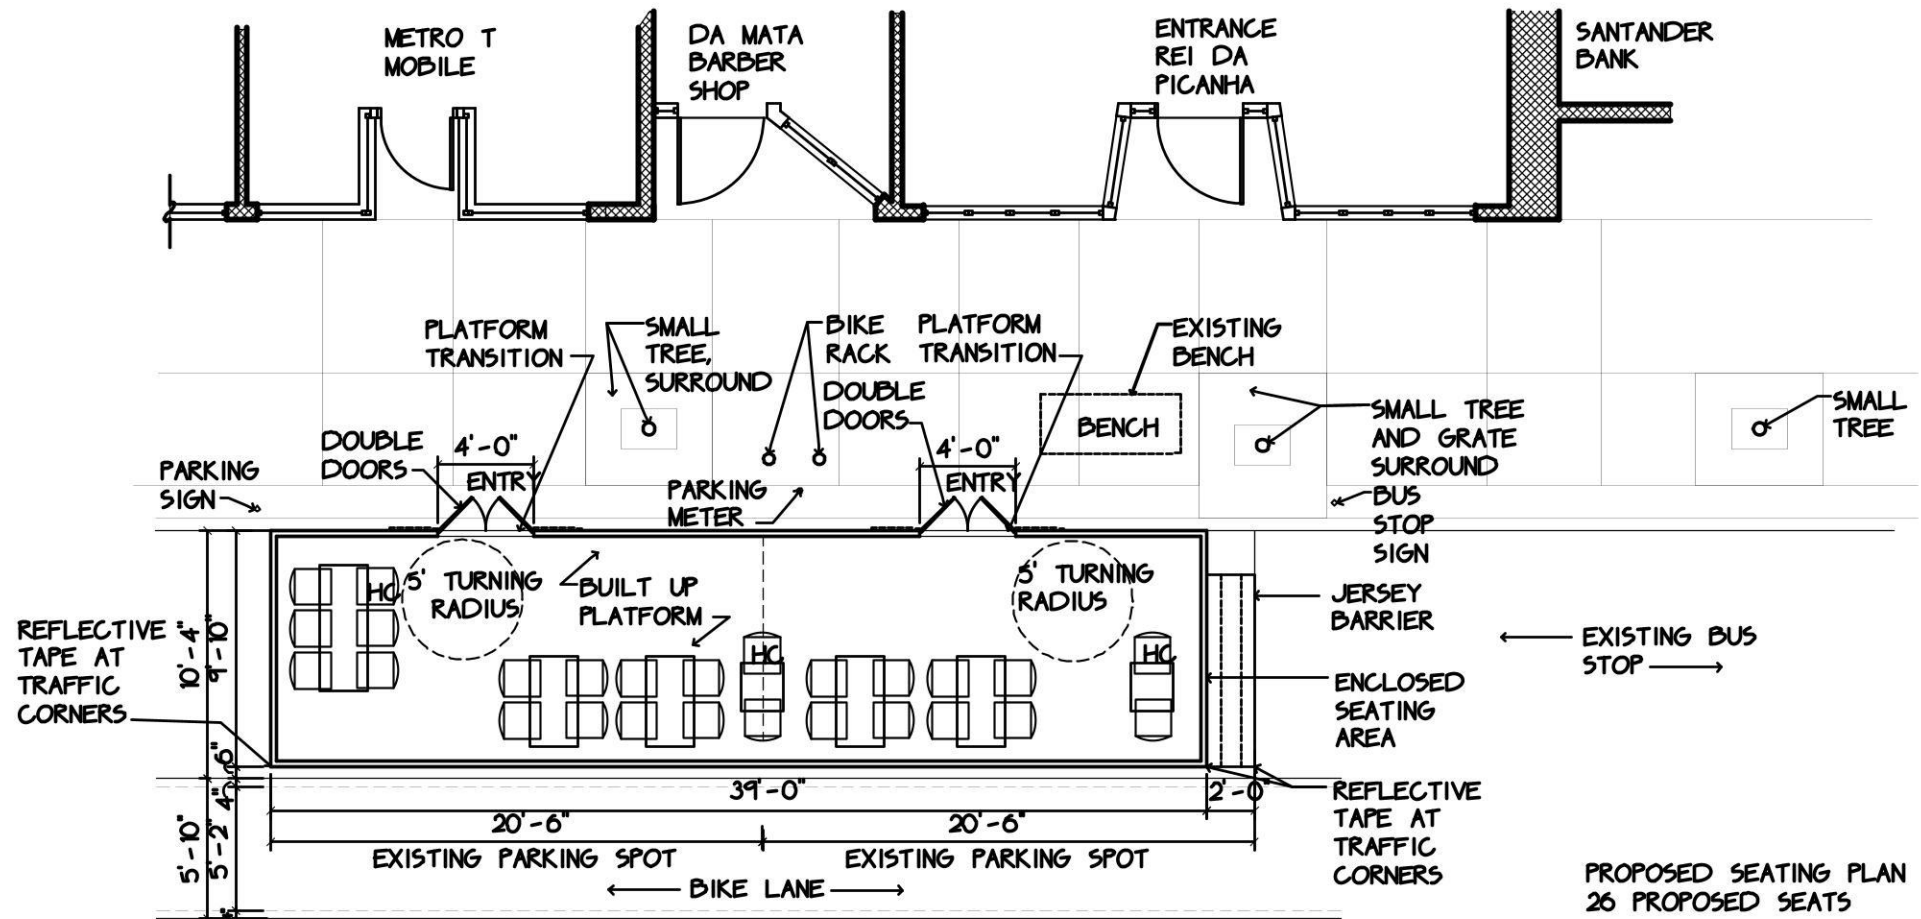 METRO T
MOBILE
DA MATA
BARBER
SHOP
ENTRANCE
REI DA
PICANHA
SANTANDER
BANK
PLATFORM
TRANSITION
SMALL
TREE,
SURROUND
BIKE
RACK
PLATFORM
TRANSITION
EXISTING
BENCH
DOUBLE
DOORS
BENCH
SMALL TREE
AND GRATE
SURROUND
SMALL
TREE
DOUBLE
DOORS
4'-0"
ENTRY
4'-0"
ENTRY
PARKING
SIGN
PARKING
METER
BUS
STOP
SIGN
HC
5' TURNING
RADIUS
BUILT UP
PLATFORM
5' TURNING
RADIUS
JERSEY
BARRIER
EXISTING BUS
STOP
REFLECTIVE
TAPE AT
TRAFFIC
CORNERS
10'-4"
9'-10"
HC
HC
ENCLOSED
SEATING
AREA
6"
39'-0"
2'-0"
REFLECTIVE
TAPE AT
TRAFFIC
CORNERS
4"
5'-10"
5'-2"
20'-6"
20'-6"
EXISTING PARKING SPOT
EXISTING PARKING SPOT
BIKE LANE
PROPOSED SEATING PLAN
26 PROPOSED SEATS